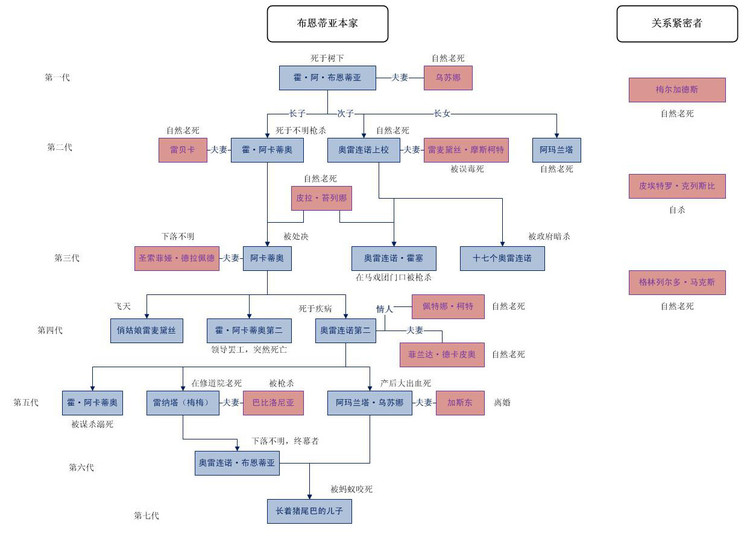 布恩蒂亚本家
关系紧密者
第一代
死于树下
霍·阿·布恩蒂亚
夫妻
自然老死
乌苏娜
梅尔加德斯
自然老死
长子
次子
长女
第二代
自然老死
雷贝卡
夫妻
死于不明枪杀
霍·阿卡蒂奥
自然老死
奥雷连诺上校
夫妻
雷麦黛丝·摩斯柯特
被误毒死
阿玛兰塔
自然老死
自然老死
皮拉·苔列娜
皮埃特罗·克列斯比
自杀
第三代
下落不明
圣索菲娅·德拉佩德
夫妻
被处决
阿卡蒂奥
奥雷连诺·霍塞
在马戏团门口被枪杀
被政府暗杀
十七个奥雷连诺
格林列尔多·马克斯
自然老死
第四代
飞天
俏姑娘雷麦黛丝
霍·阿卡蒂奥第二
领导罢工，突然死亡
死于疾病
奥雷连诺第二
情人
佩特娜·柯特
自然老死
夫妻
菲兰达·德卡皮奥
自然老死
第五代
霍·阿卡蒂奥
被谋杀溺死
在修道院老死
雷纳塔（梅梅）
夫妻
被枪杀
巴比洛尼亚
产后大出血死
阿玛兰塔·乌苏娜
夫妻
加斯东
离婚
第六代
下落不明，终幕者
奥雷连诺·布恩蒂亚
第七代
被蚂蚁咬死
长着猪尾巴的儿子